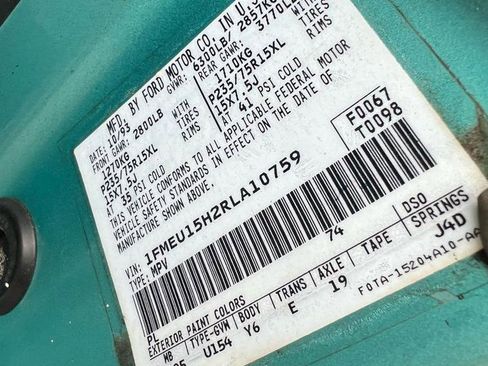 MFD. BY FORD MOTOR CO. IN U.S.
DATE: 10/93 GVWR: 6300LB/ 2857KG
FRONT GAWR: 2800LB REAR GAWR: 3770LB
1270KG WITH 1710KG WITH
P235/75R15XL TIRES P235/75R15XL TIRES
15X7.5J RIMS 15X7.5J RIMS
AT 35 PSI COLD AT 41 PSI COLD
THIS VEHICLE CONFORMS TO ALL APPLICABLE FEDERAL MOTOR
VEHICLE SAFETY STANDARDS IN EFFECT ON THE DATE OF
F0067
T0098
VIN: 1FMEU15H2RLA10759
TYPE: MPV
74
EXTERIOR PAINT COLORS DSO
PL
MB TYPE-GVW BODY TRANS AXLE TAPE SPRINGS
U154 Y6 E 19 J4D
F0TA-15204A10-AA